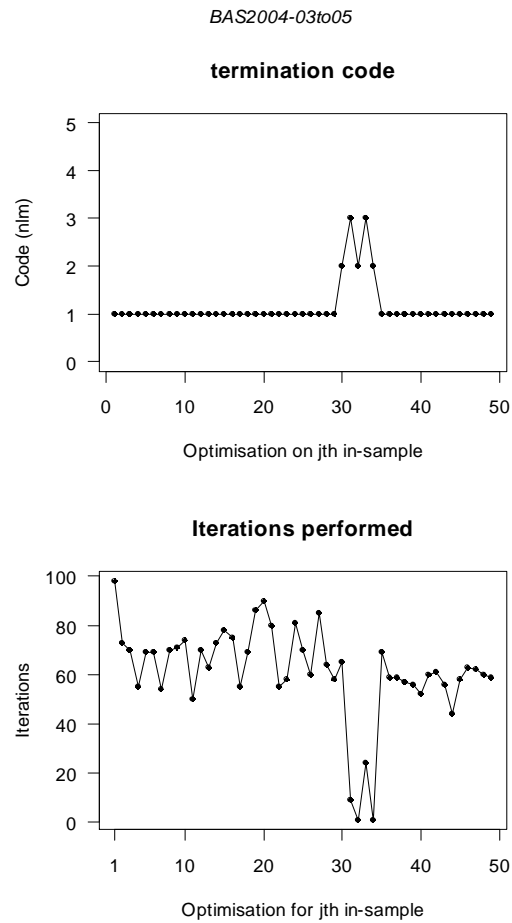 BAS2004-03to05
termination code
5
4
3
2
1
0
Code (nlm)
0 10 20 30 40 50
Optimisation on jth in-sample
Iterations performed
100
80
60
40
20
0
Iterations
1 10 20 30 40 50
Optimisation for jth in-sample